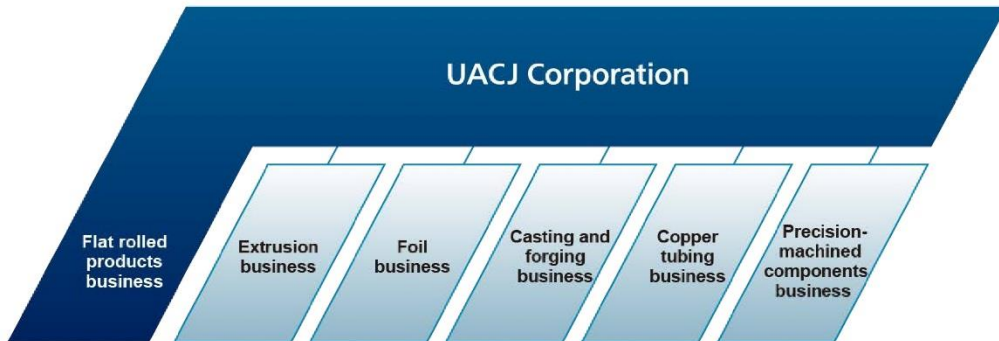 UACJ Corporation
Flat rolled
products
business
Extrusion
business
Foil
business
Casting and
forging
business
Copper
tubing
business
Precision-
machined
components
business